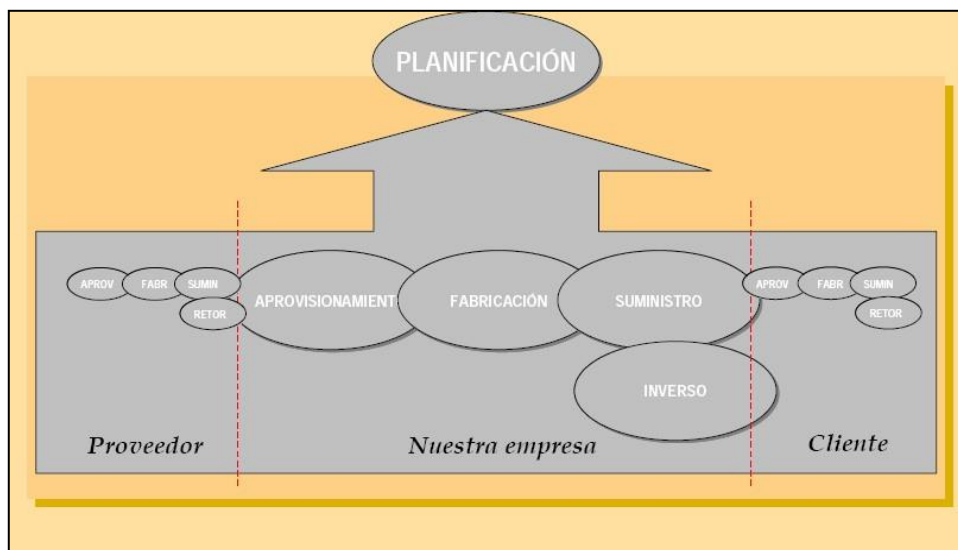 PLANIFICACIÓN
APROV
FABR
SUMIN
RETOR
APROVISIONAMIENT
FABRICACIÓN
SUMINISTRO
INVERSO
APROV
FABR
SUMIN
RETOR
Proveedor
Nuestra empresa
Cliente